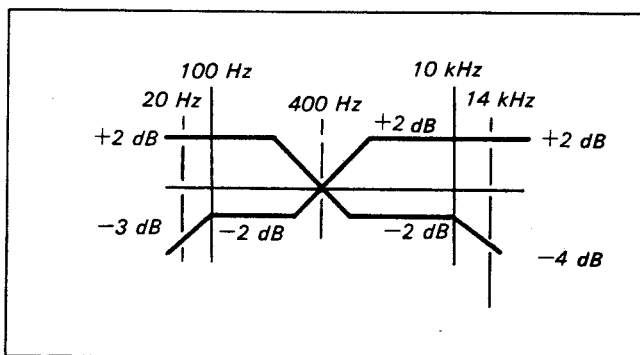 100 Hz
10 kHz
20 Hz
400 Hz
14 kHz
+2 dB
+2 dB
+2 dB
−3 dB
−2 dB
−2 dB
−4 dB